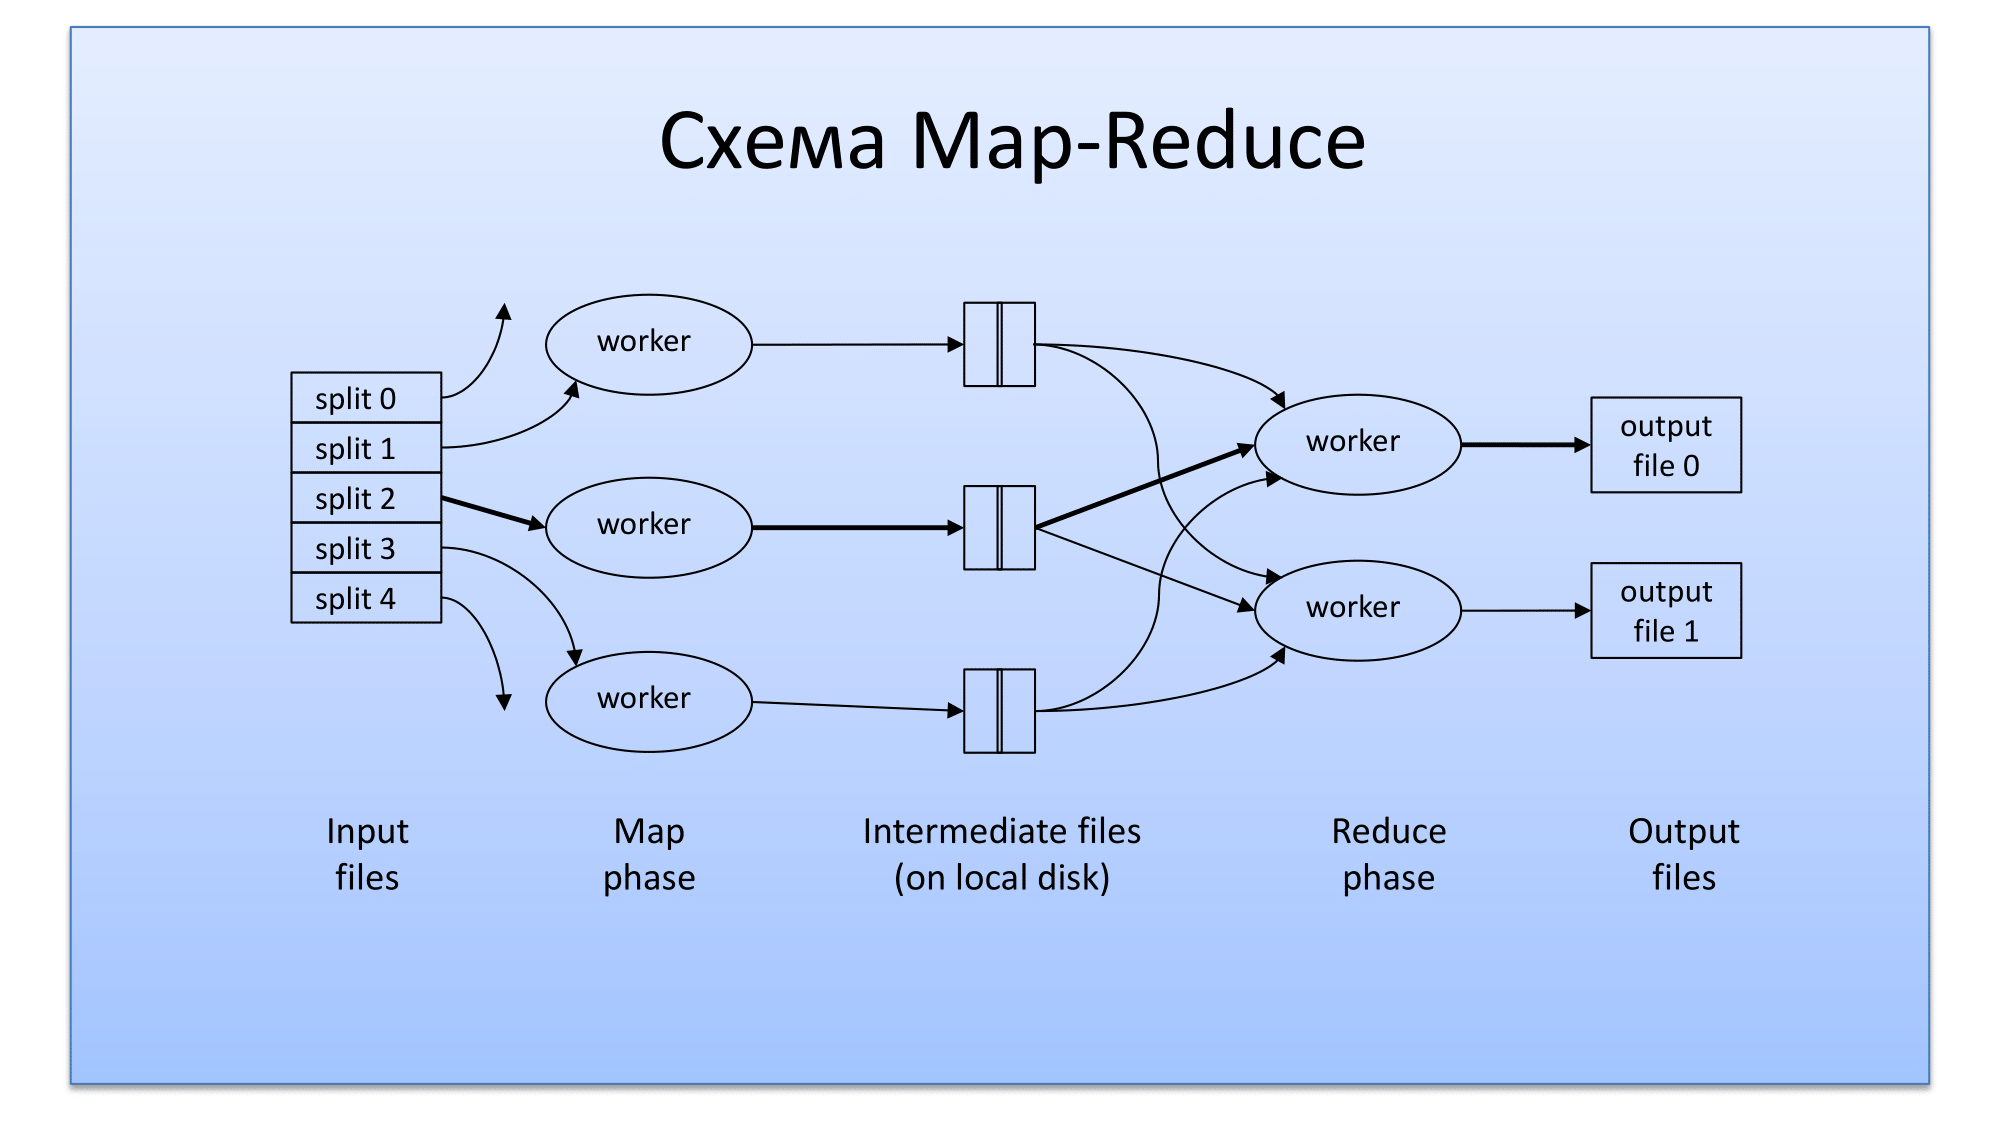 Схема Map-Reduce
split 0
split 1
split 2
split 3
split 4
worker
worker
worker
worker
worker
output
file 0
output
file 1
Input
files
Map
phase
Intermediate files
(on local disk)
Reduce
phase
Output
files